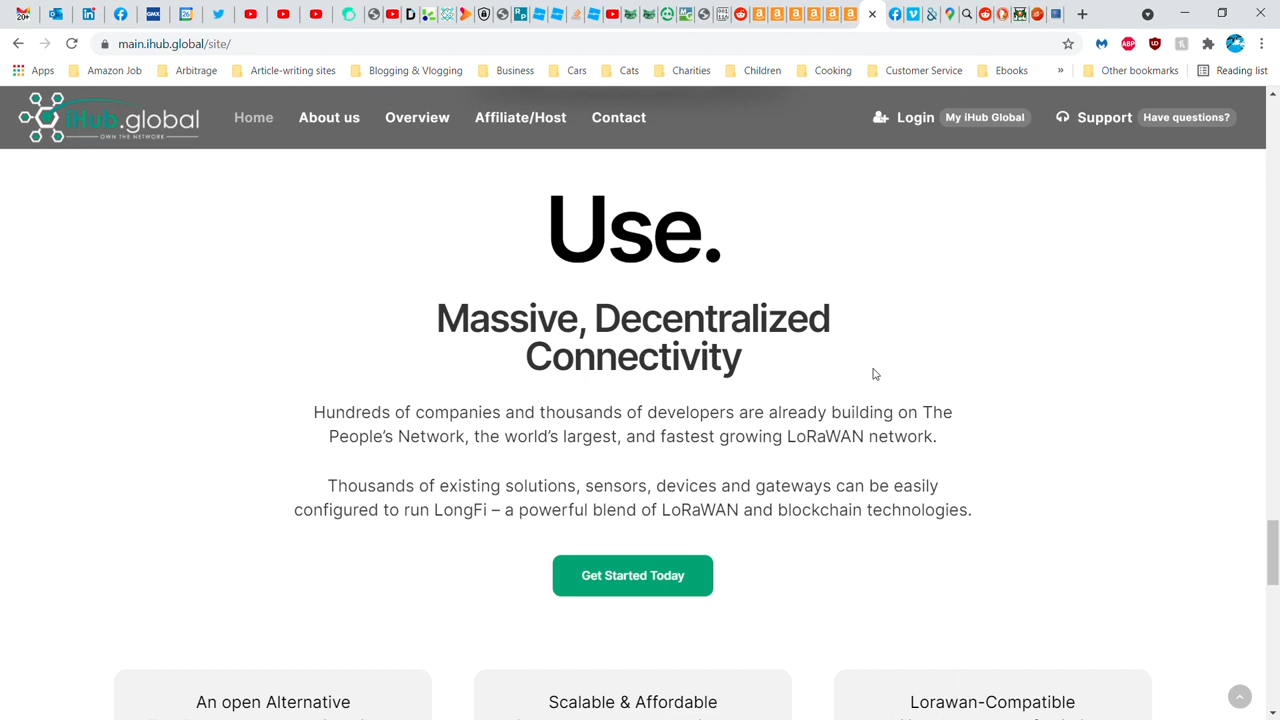 20+
GMX
26
main.ihub.global/site/
ABP
Apps
Amazon Job
Arbitrage
Article-writing sites
Blogging & Vlogging
Business
Cars
Cats
Charities
Children
Cooking
Customer Service
Ebooks
»
Other bookmarks
Reading list
iHub.global
OWN THE NETWORK
Home
About us
Overview
Affiliate/Host
Contact
Login
My iHub Global
Support
Have questions?
Use.
Massive, Decentralized
Connectivity
Hundreds of companies and thousands of developers are already building on The
People’s Network, the world’s largest, and fastest growing LoRaWAN network.
Thousands of existing solutions, sensors, devices and gateways can be easily
configured to run LongFi – a powerful blend of LoRaWAN and blockchain technologies.
Get Started Today
An open Alternative
Scalable & Affordable
Lorawan-Compatible